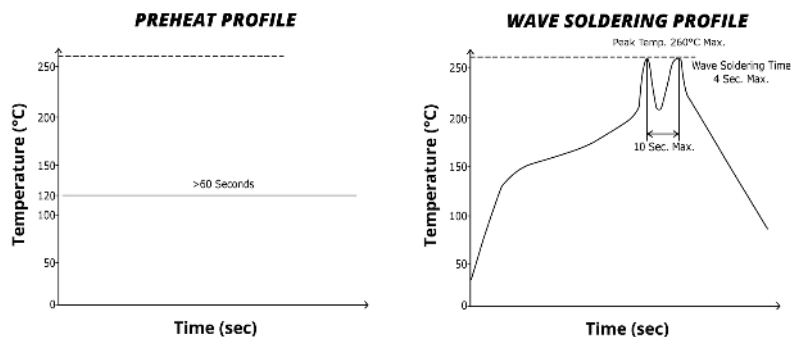 PREHEAT PROFILE
Temperature (°C)
250
200
150
120
100
50
0
>60 Seconds
Time (sec)
WAVE SOLDERING PROFILE
Peak Temp. 260°C Max.
Wave Soldering Time
4 Sec. Max.
10 Sec. Max.
Temperature (°C)
250
200
150
100
50
0
Time (sec)